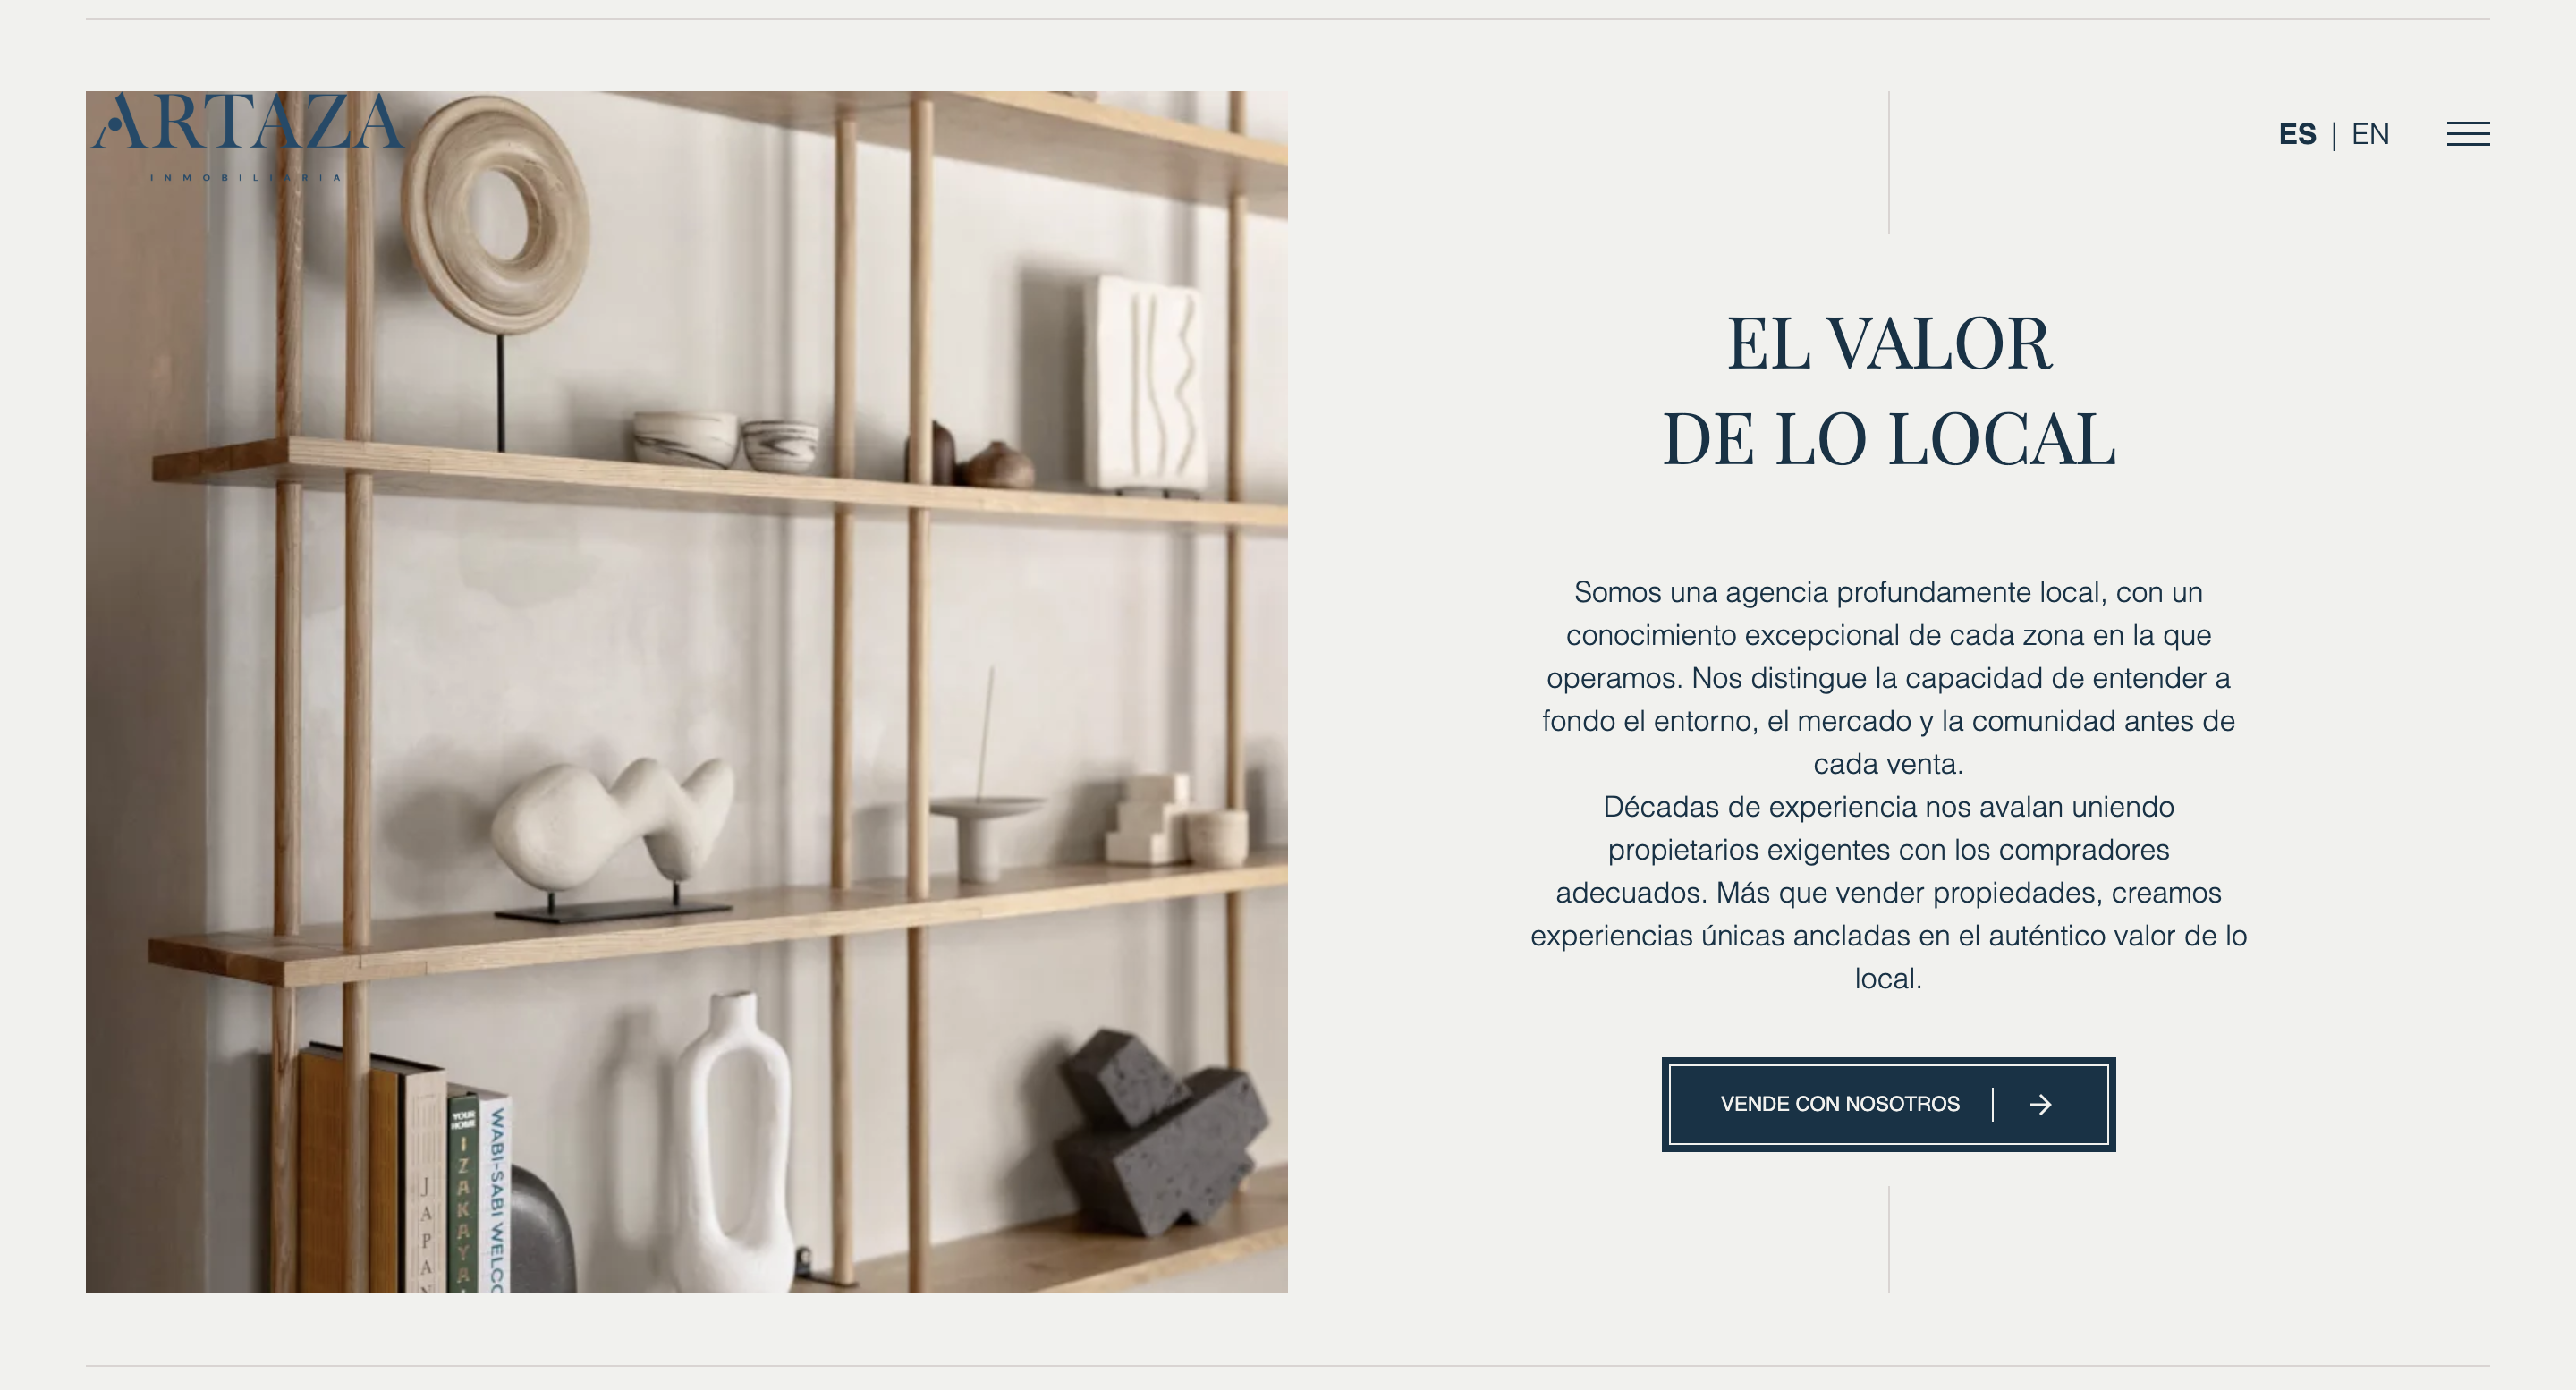 ARTAZA
INMOBILIARIA
ES | EN
EL VALOR
DE LO LOCAL
Somos una agencia profundamente local, con un
conocimiento excepcional de cada zona en la que
operamos. Nos distingue la capacidad de entender a
fondo el entorno, el mercado y la comunidad antes de
cada venta.
Décadas de experiencia nos avalan uniendo
propietarios exigentes con los compradores
adecuados. Más que vender propiedades, creamos
experiencias únicas ancladas en el auténtico valor de lo
local.
VENDE CON NOSOTROS
YOUR
HOME
IZAKAYA
WABI-SABI
JAPAN